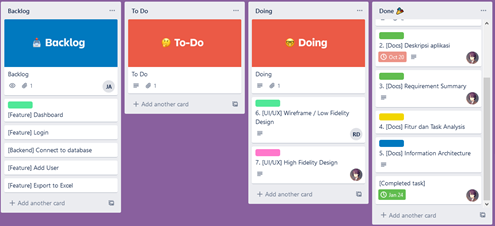 Backlog
Backlog
Backlog
1
JA
[Feature] Dashboard
[Feature] Login
[Backend] Connect to database
[Feature] Add User
[Feature] Export to Excel
+ Add another card
To Do
To-Do
To Do
1
+ Add another card
Doing
Doing
Doing
1
6. [UI/UX] Wireframe / Low Fidelity
Design
RD
7. [UI/UX] High Fidelity Design
+ Add another card
Done
2. [Docs] Deskripsi aplikasi
Oct 20
3. [Docs] Requirement Summary
4. [Docs] Fitur dan Task Analysis
5. [Docs] Information Architecture
[Completed task]
Jan 24
+ Add another card